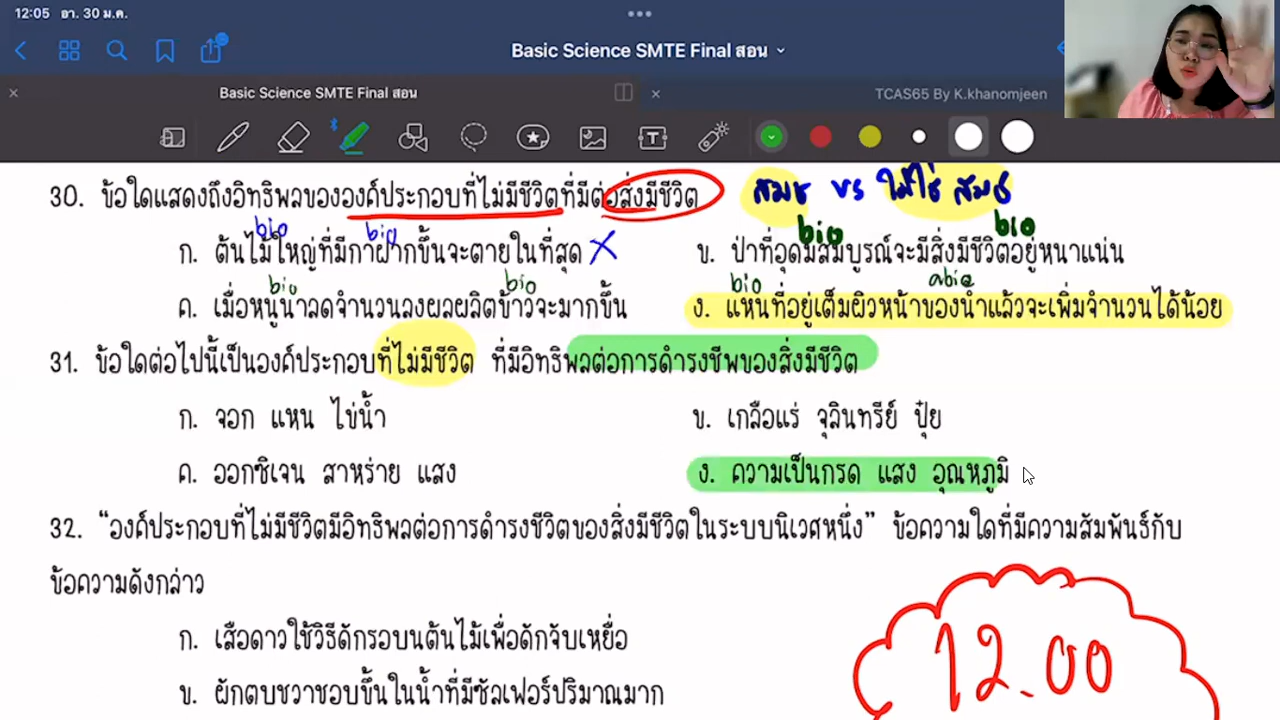 12:05 อา. 30 ม.ค.
Basic Science SMTE Final สอน
Basic Science SMTE Final สอน
TCAS65 By K.khanomjeen
30. ข้อใดแสดงถึงอิทธิพลขององค์ประกอบที่ไม่มีชีวิตที่มีต่อสิ่งมีชีวิต สมช vs ไม่ใช่ สมช
bio bio bio bio
ก. ต้นไม้ใหญ่ที่มีกาฝากขึ้นจะตายในที่สุด X ข. ป่าที่อุดมสมบูรณ์จะมีสิ่งมีชีวิตอยู่หนาแน่น
bio bio bio abio
ค. เมื่อหนูนาลดจำนวนลงผลผลิตข้าวจะมากขึ้น ง. แหนที่อยู่เต็มผิวหน้าของน้ำแล้วจะเพิ่มจำนวนได้น้อย
31. ข้อใดต่อไปนี้เป็นองค์ประกอบที่ไม่มีชีวิต ที่มีอิทธิพลต่อการดำรงชีพของสิ่งมีชีวิต
ก. จอก แหน ไข่น้ำ ข. เกลือแร่ จุลินทรีย์ ปุ๋ย
ค. ออกซิเจน สาหร่าย แสง ง. ความเป็นกรด แสง อุณหภูมิ
32. “องค์ประกอบที่ไม่มีชีวิตมีอิทธิพลต่อการดำรงชีวิตของสิ่งมีชีวิตในระบบนิเวศหนึ่ง” ข้อความใดที่มีความสัมพันธ์กับ
ข้อความดังกล่าว
ก. เสือดาวใช้วิธีดักรอบนต้นไม้เพื่อดักจับเหยื่อ
ข. ผักตบชวาชอบขึ้นในน้ำที่มีซัลเฟอร์ปริมาณมาก
12.00